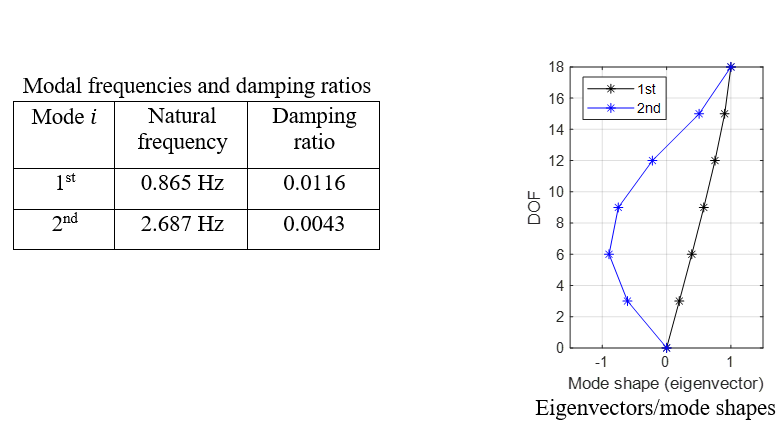 Modal frequencies and damping ratios
Mode i
Natural
frequency
Damping
ratio
1st
0.865 Hz
0.0116
2nd
2.687 Hz
0.0043
18
16
14
12
10
8
6
4
2
0
DOF
1st
2nd
-1
0
1
Mode shape (eigenvector)
Eigenvectors/mode shapes